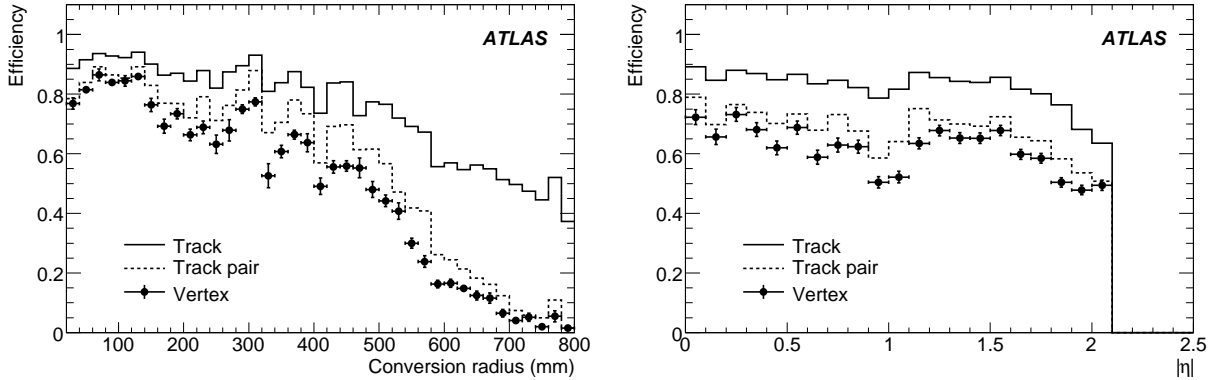 Efficiency
1
0.8
0.6
0.4
0.2
0
ATLAS
Track
Track pair
Vertex
100 200 300 400 500 600 700 800
Conversion radius (mm)
Efficiency
1
0.8
0.6
0.4
0.2
0
ATLAS
Track
Track pair
Vertex
0 0.5 1 1.5 2 2.5
|η|